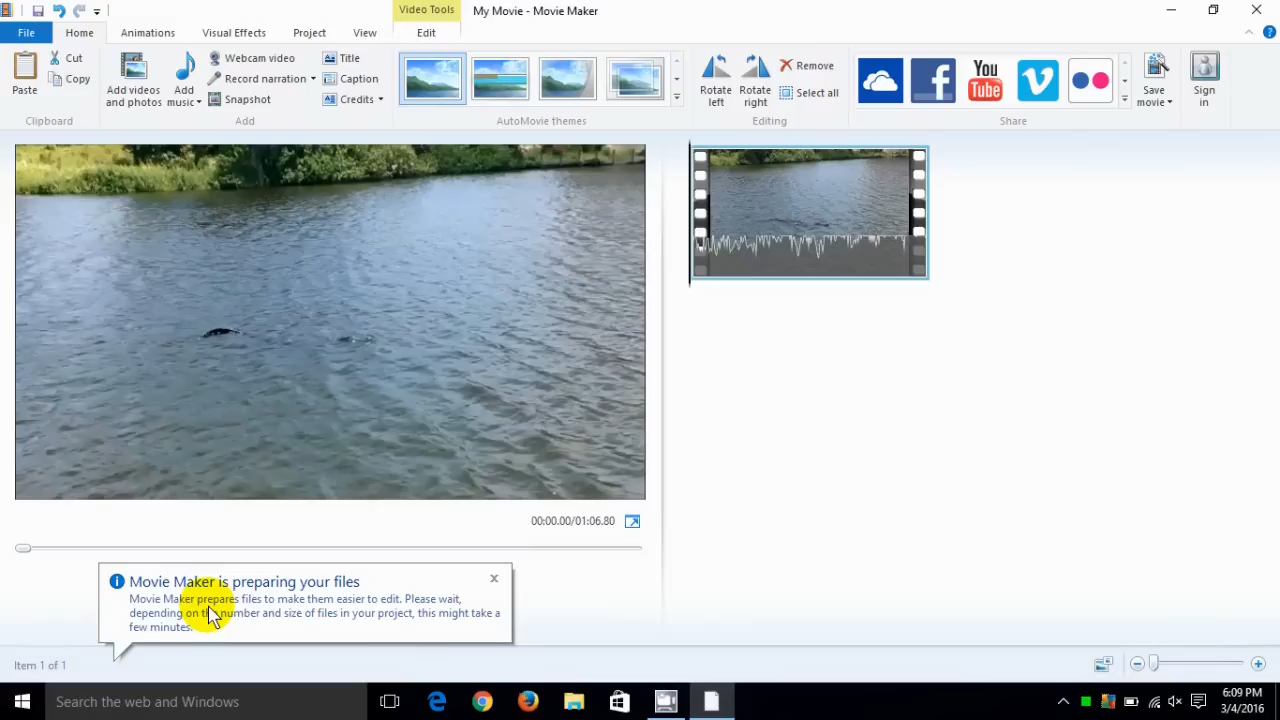 My Movie - Movie Maker
Video Tools
File
Home
Animations
Visual Effects
Project
View
Edit
Paste
Cut
Copy
Clipboard
Add videos
and photos
Add
music
Webcam video
Record narration
Snapshot
Title
Caption
Credits
Add
AutoMovie themes
Rotate
left
Rotate
right
Remove
Select all
Editing
You
Tube
Share
Save
movie
Sign
in
00:00.00/01:06.80
Movie Maker is preparing your files
Movie Maker prepares files to make them easier to edit. Please wait,
depending on the number and size of files in your project, this might take a
few minutes.
Item 1 of 1
Search the web and Windows
6:09 PM
3/4/2016